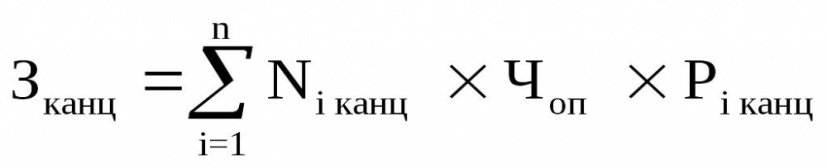 n
З канц = ∑ N i канц × Ч оп × P i канц
i=1